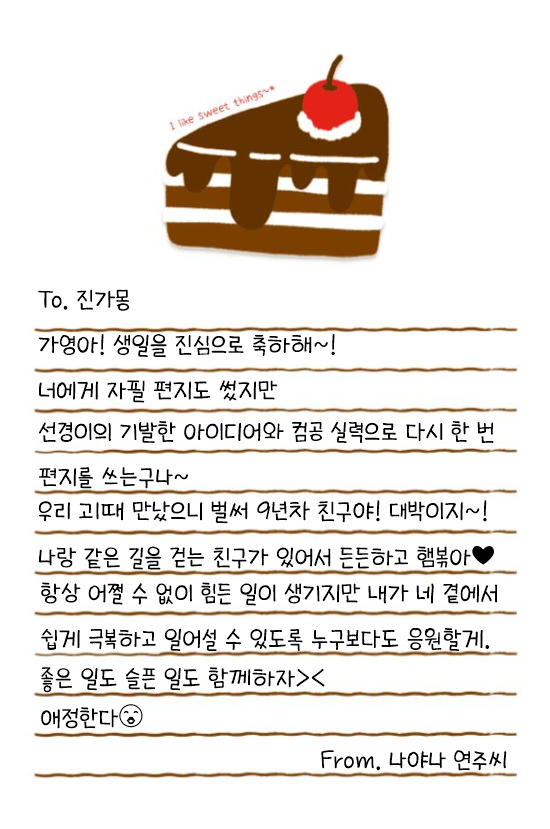 I like sweet things~*
To. 진가몽
가영아! 생일을 진심으로 축하해~!
너에게 자필 편지도 썼지만
선경이의 기발한 아이디어와 컴공 실력으로 다시 한 번
편지를 쓰는구나~
우리 고1때 만났으니 벌써 9년차 친구야! 대박이지~!
나랑 같은 길을 걷는 친구가 있어서 든든하고 햄볶아♥
항상 어쩔 수 없이 힘든 일이 생기지만 내가 네 곁에서
쉽게 극복하고 일어설 수 있도록 누구보다도 응원할게.
좋은 일도 슬픈 일도 함께하자><
애정한다😮
From. 나야나 연주씨